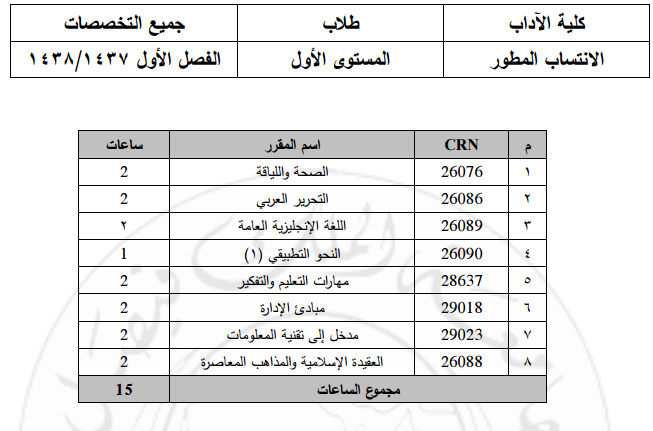 كلية الآداب طلاب جميع التخصصات
الانتساب المطور المستوى الأول الفصل الأول ١٤٣٨/١٤٣٧
م CRN اسم المقرر ساعات
١ 26076 الصحة واللياقة 2
٢ 26086 التحرير العربي 2
٣ 26089 اللغة الإنجليزية العامة ٢
٤ 26090 النحو التطبيقي (١) 1
٥ 28637 مهارات التعليم والتفكير 2
٦ 29018 مبادئ الإدارة 2
٧ 29023 مدخل إلى تقنية المعلومات 2
٨ 26088 العقيدة الإسلامية والمذاهب المعاصرة 2
مجموع الساعات 15